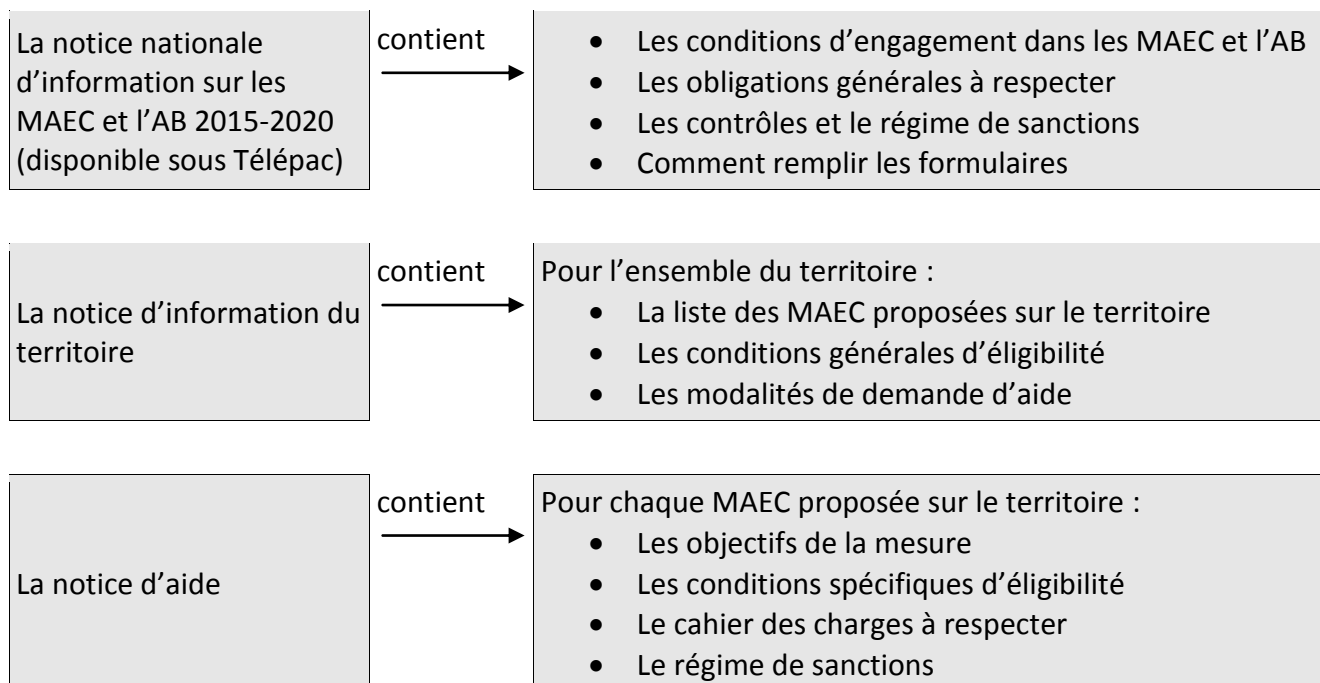 La notice nationale
d’information sur les
MAEC et l’AB 2015-2020
(disponible sous Télépac)
contient
• Les conditions d’engagement dans les MAEC et l’AB
• Les obligations générales à respecter
• Les contrôles et le régime de sanctions
• Comment remplir les formulaires
La notice d’information du
territoire
contient
Pour l’ensemble du territoire :
• La liste des MAEC proposées sur le territoire
• Les conditions générales d’éligibilité
• Les modalités de demande d’aide
La notice d’aide
contient
Pour chaque MAEC proposée sur le territoire :
• Les objectifs de la mesure
• Les conditions spécifiques d’éligibilité
• Le cahier des charges à respecter
• Le régime de sanctions